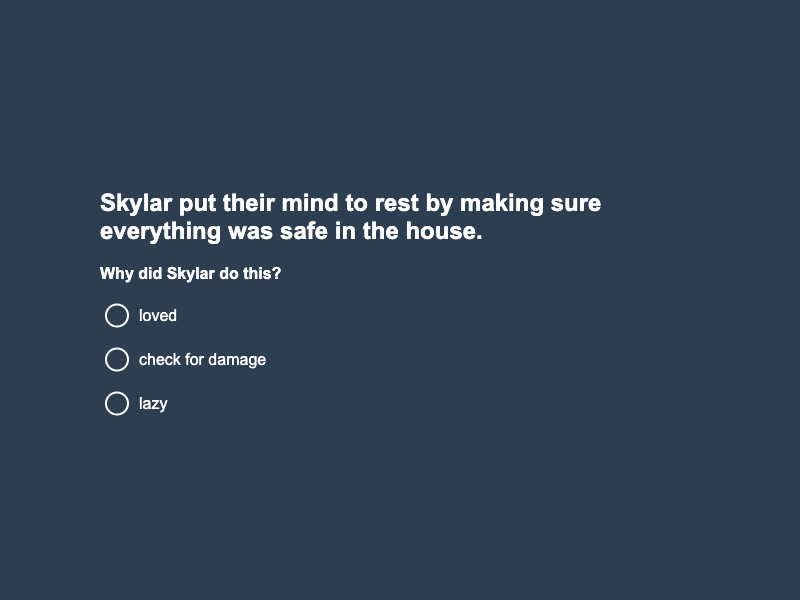 Skylar put their mind to rest by making sure
everything was safe in the house.
Why did Skylar do this?
loved
check for damage
lazy